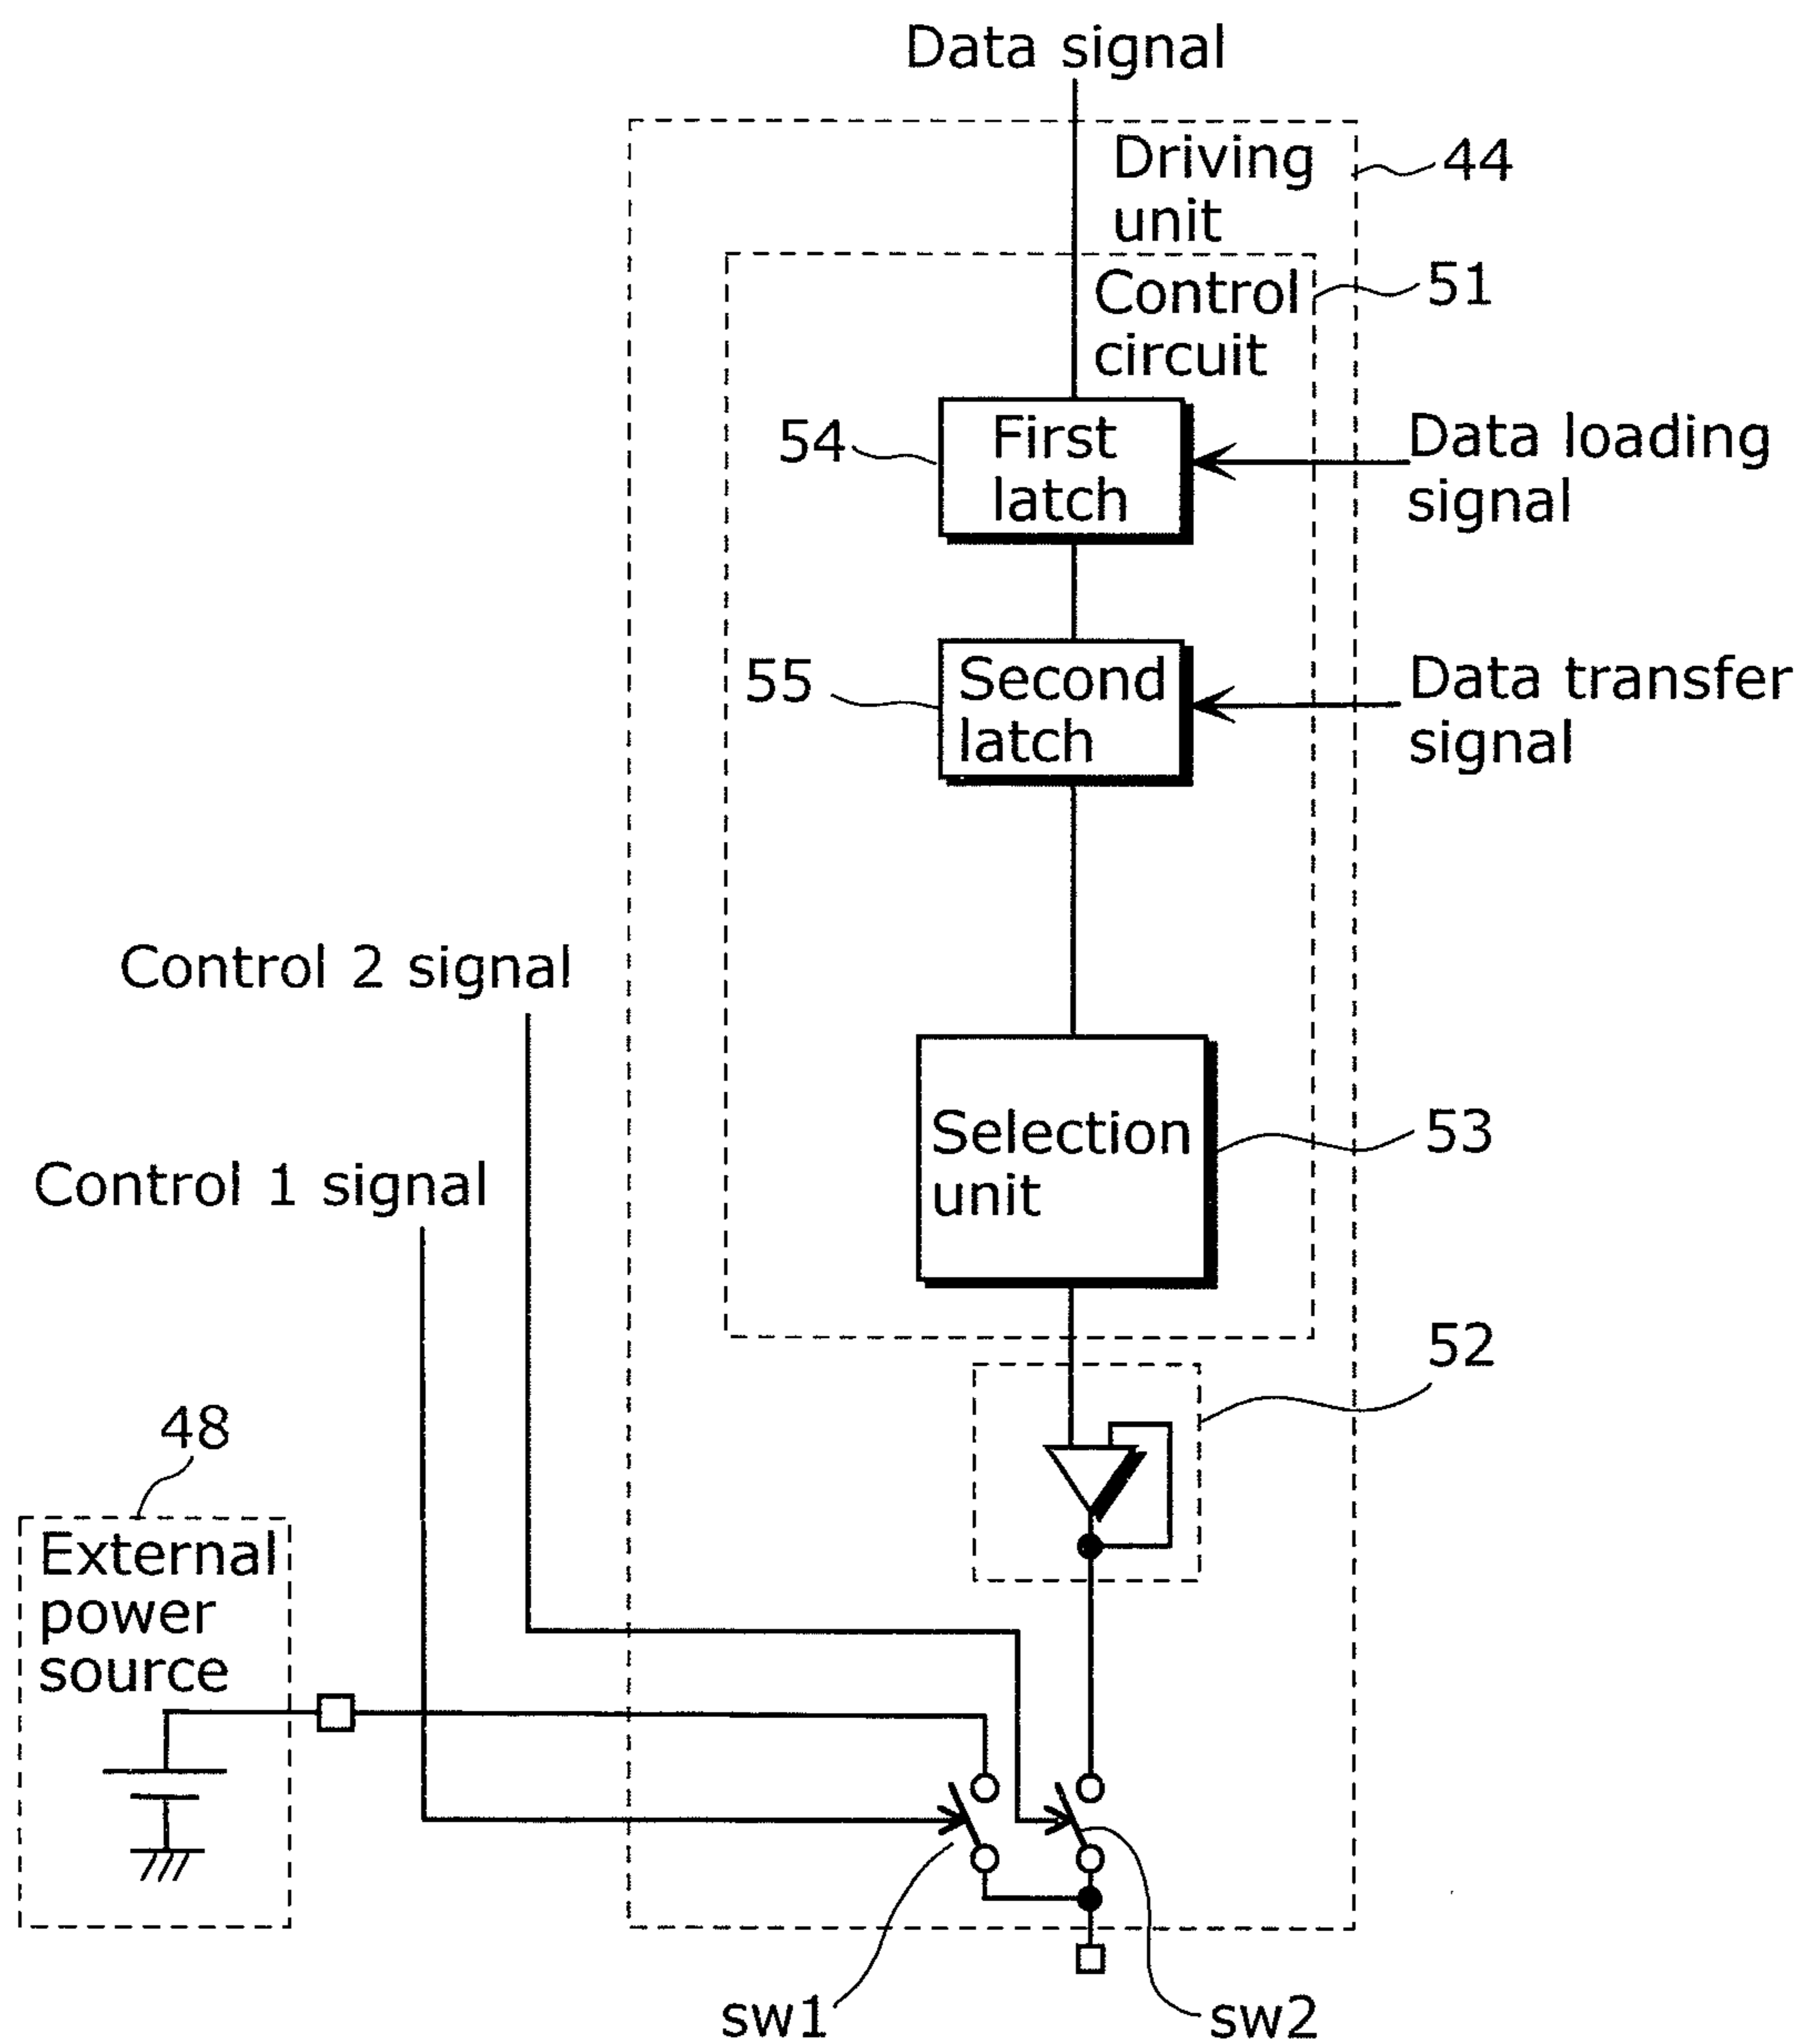 Data signal
Driving
unit
44
Control
circuit
51
54
First
latch
Data loading
signal
55
Second
latch
Data transfer
signal
Control 2 signal
Selection
unit
53
Control 1 signal
52
48
External
power
source
sw1
sw2